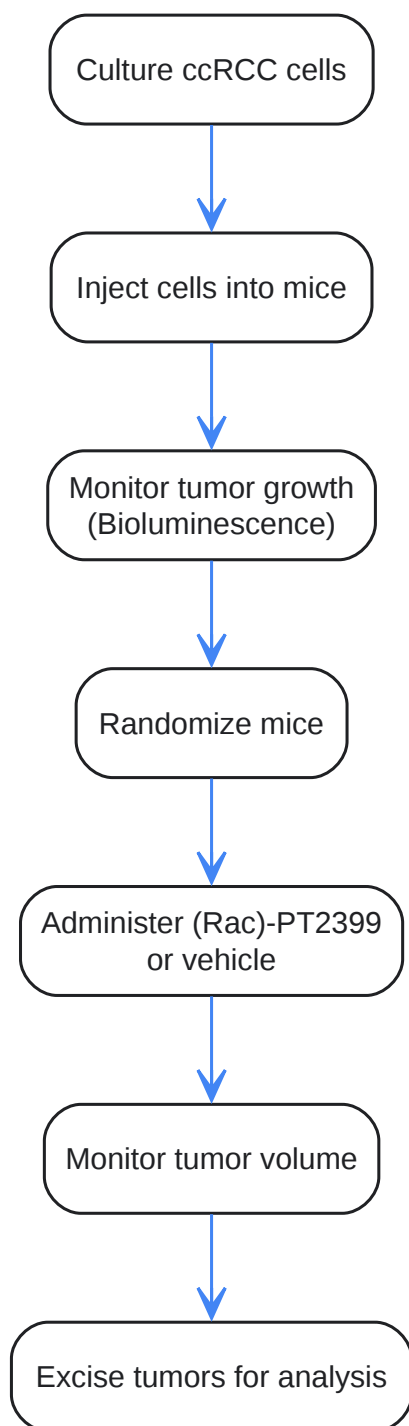 Culture ccRCC cells
Inject cells into mice
Monitor tumor growth
(Bioluminescence)
Randomize mice
Administer (Rac)-PT2399
or vehicle
Monitor tumor volume
Excise tumors for analysis